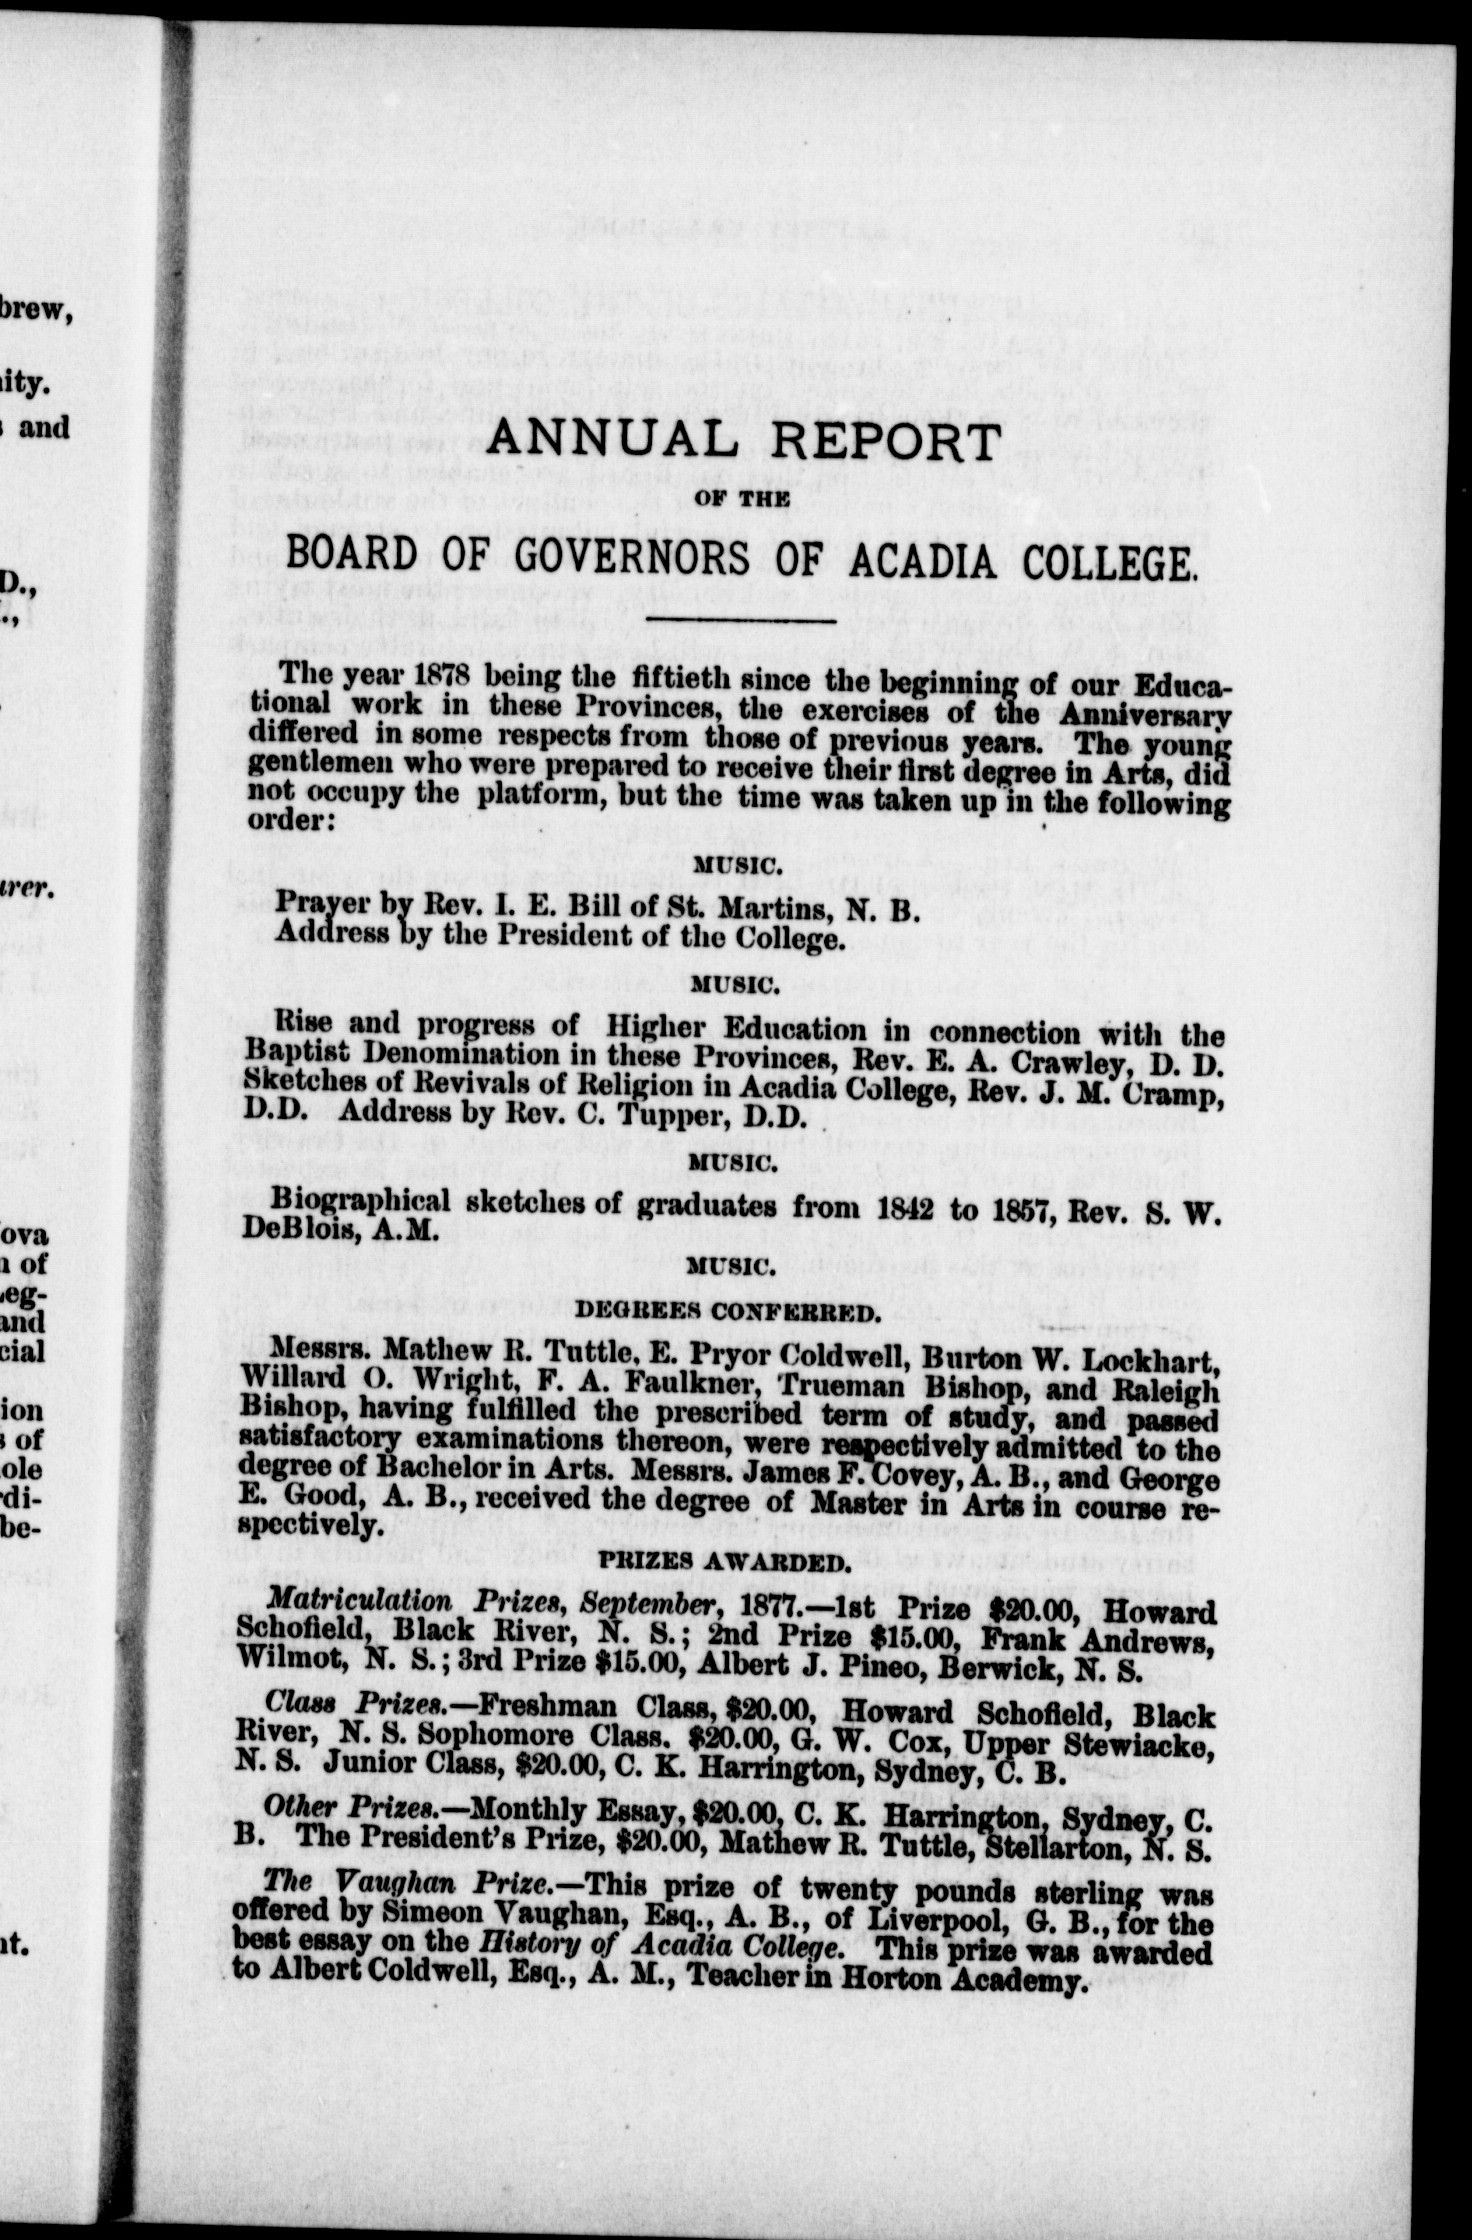 brew,
ity.
and
D.,
.,
urer.
ova
of
Leg-
and
cial
ion
of
ole
di-
be-
nt.
ANNUAL REPORT
OF THE
BOARD OF GOVERNORS OF ACADIA COLLEGE.
The year 1878 being the fiftieth since the beginning of our Educa-
tional work in these Provinces, the exercises of the Anniversary
differed in some respects from those of previous years. The young
gentlemen who were prepared to receive their first degree in Arts, did
not occupy the platform, but the time was taken up in the following
order:
MUSIC.
Prayer by Rev. I. E. Bill of St. Martins, N. B.
Address by the President of the College.
MUSIC.
Rise and progress of Higher Education in connection with the
Baptist Denomination in these Provinces, Rev. E. A. Crawley, D. D.
Sketches of Revivals of Religion in Acadia College, Rev. J. M. Cramp,
D.D. Address by Rev. C. Tupper, D.D.
MUSIC.
Biographical sketches of graduates from 1842 to 1857, Rev. S. W.
DeBlois, A.M.
MUSIC.
DEGREES CONFERRED.
Messrs. Mathew R. Tuttle, E. Pryor Coldwell, Burton W. Lockhart,
Willard O. Wright, F. A. Faulkner, Trueman Bishop, and Raleigh
Bishop, having fulfilled the prescribed term of study, and passed
satisfactory examinations thereon, were respectively admitted to the
degree of Bachelor in Arts. Messrs. James F. Covey, A. B., and George
E. Good, A. B., received the degree of Master in Arts in course re-
spectively.
PRIZES AWARDED.
Matriculation Prizes, September, 1877.—1st Prize $20.00, Howard
Schofield, Black River, N. S.; 2nd Prize $15.00, Frank Andrews,
Wilmot, N. S.; 3rd Prize $15.00, Albert J. Pineo, Berwick, N. S.
Class Prizes.—Freshman Class, $20.00, Howard Schofield, Black
River, N. S. Sophomore Class. $20.00, G. W. Cox, Upper Stewiacke,
N. S. Junior Class, $20.00, C. K. Harrington, Sydney, C. B.
Other Prizes.—Monthly Essay, $20.00, C. K. Harrington, Sydney, C.
B. The President's Prize, $20.00, Mathew R. Tuttle, Stellarton, N. S.
The Vaughan Prize.—This prize of twenty pounds sterling was
offered by Simeon Vaughan, Esq., A. B., of Liverpool, G. B., for the
best essay on the History of Acadia College. This prize was awarded
to Albert Coldwell, Esq., A. M., Teacher in Horton Academy.